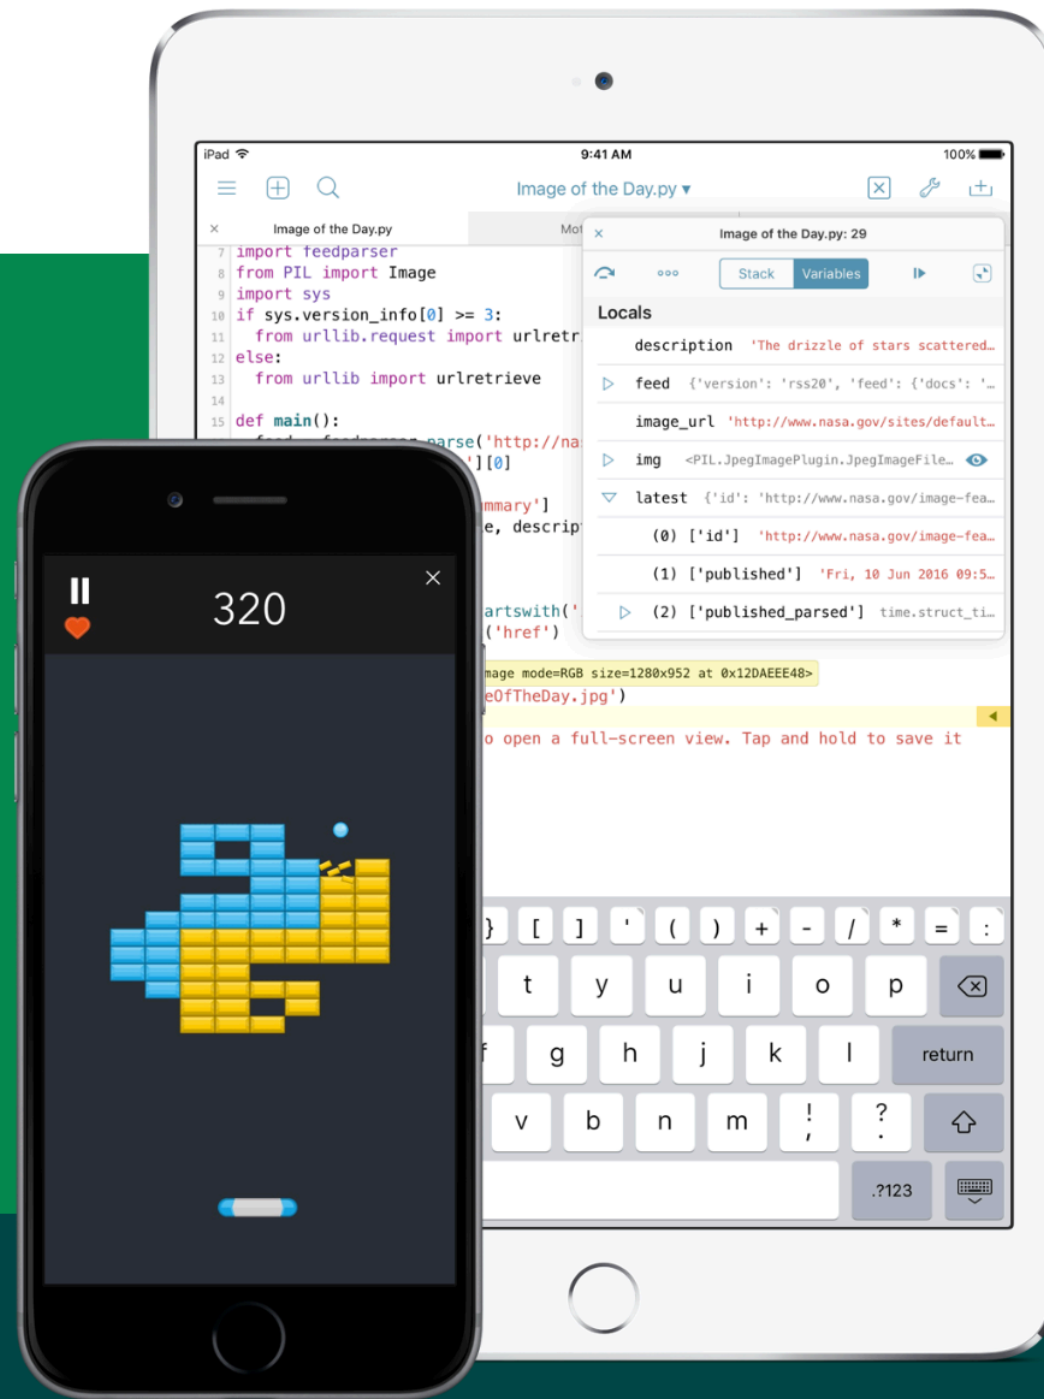 iPad 9:41 AM 100%
Image of the Day.py ▾
× Image of the Day.py
× Image of the Day.py: 29
Stack Variables
Locals
description 'The drizzle of stars scattered…
feed {'version': 'rss20', 'feed': {'docs': '…
image_url 'http://www.nasa.gov/sites/default…
img <PIL.JpegImagePlugin.JpegImageFile…
latest {'id': 'http://www.nasa.gov/image-fea…
(0) ['id'] 'http://www.nasa.gov/image-fea…
(1) ['published'] 'Fri, 10 Jun 2016 09:5…
(2) ['published_parsed'] time.struct_ti…
7 import feedparser
8 from PIL import Image
9 import sys
10 if sys.version_info[0] >= 3:
11 from urllib.request import urlretr
12 else:
13 from urllib import urlretrieve
14
15 def main():
parse('http://na
'][0]
mmary']
e, descrip
artswith('
('href')
mage mode=RGB size=1280x952 at 0x12DAEEE48>
eOfTheDay.jpg')
o open a full-screen view. Tap and hold to save it
} [ ] ' ( ) + - / * = :
t y u i o p
f g h j k l return
v b n m ! , ? .
.?123
320